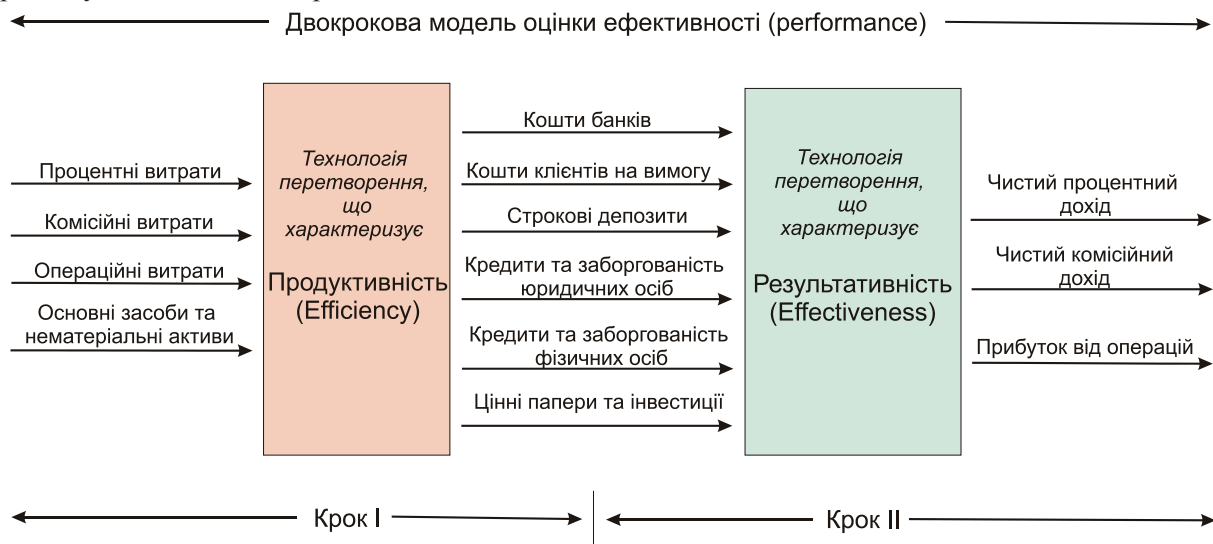 Двокрокова модель оцінки ефективності (performance)
Процентні витрати
Комісійні витрати
Операційні витрати
Основні засоби та
нематеріальні активи
Технологія
перетворення,
що
характеризує
Продуктивність
(Efficiency)
Кошти банків
Кошти клієнтів на вимогу
Строкові депозити
Кредити та заборгованість
юридичних осіб
Кредити та заборгованість
фізичних осіб
Цінні папери та інвестиції
Технологія
перетворення,
що
характеризує
Результативність
(Effectiveness)
Чистий процентний
дохід
Чистий комісійний
дохід
Прибуток від операцій
Крок I
Крок II